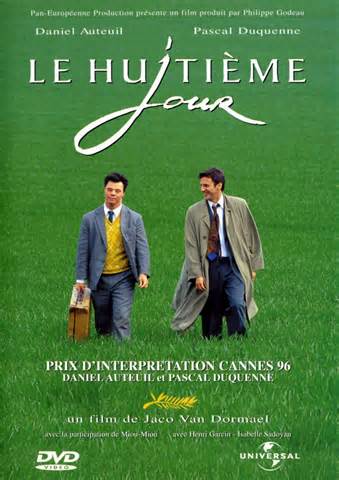 Pan-Européenne Production présente un film produit par Philippe Godeau
Daniel Auteuil Pascal Duquenne
LE HUITIÈME
Jour
PRIX D'INTERPRETATION CANNES 96
DANIEL AUTEUIL et PASCAL DUQUENNE
un film de Jaco Van Dormael
avec la participation de Miou-Miou avec Henri Garcin - Isabelle Sadoyan
DVD
VIDEO
UNIVERSAL